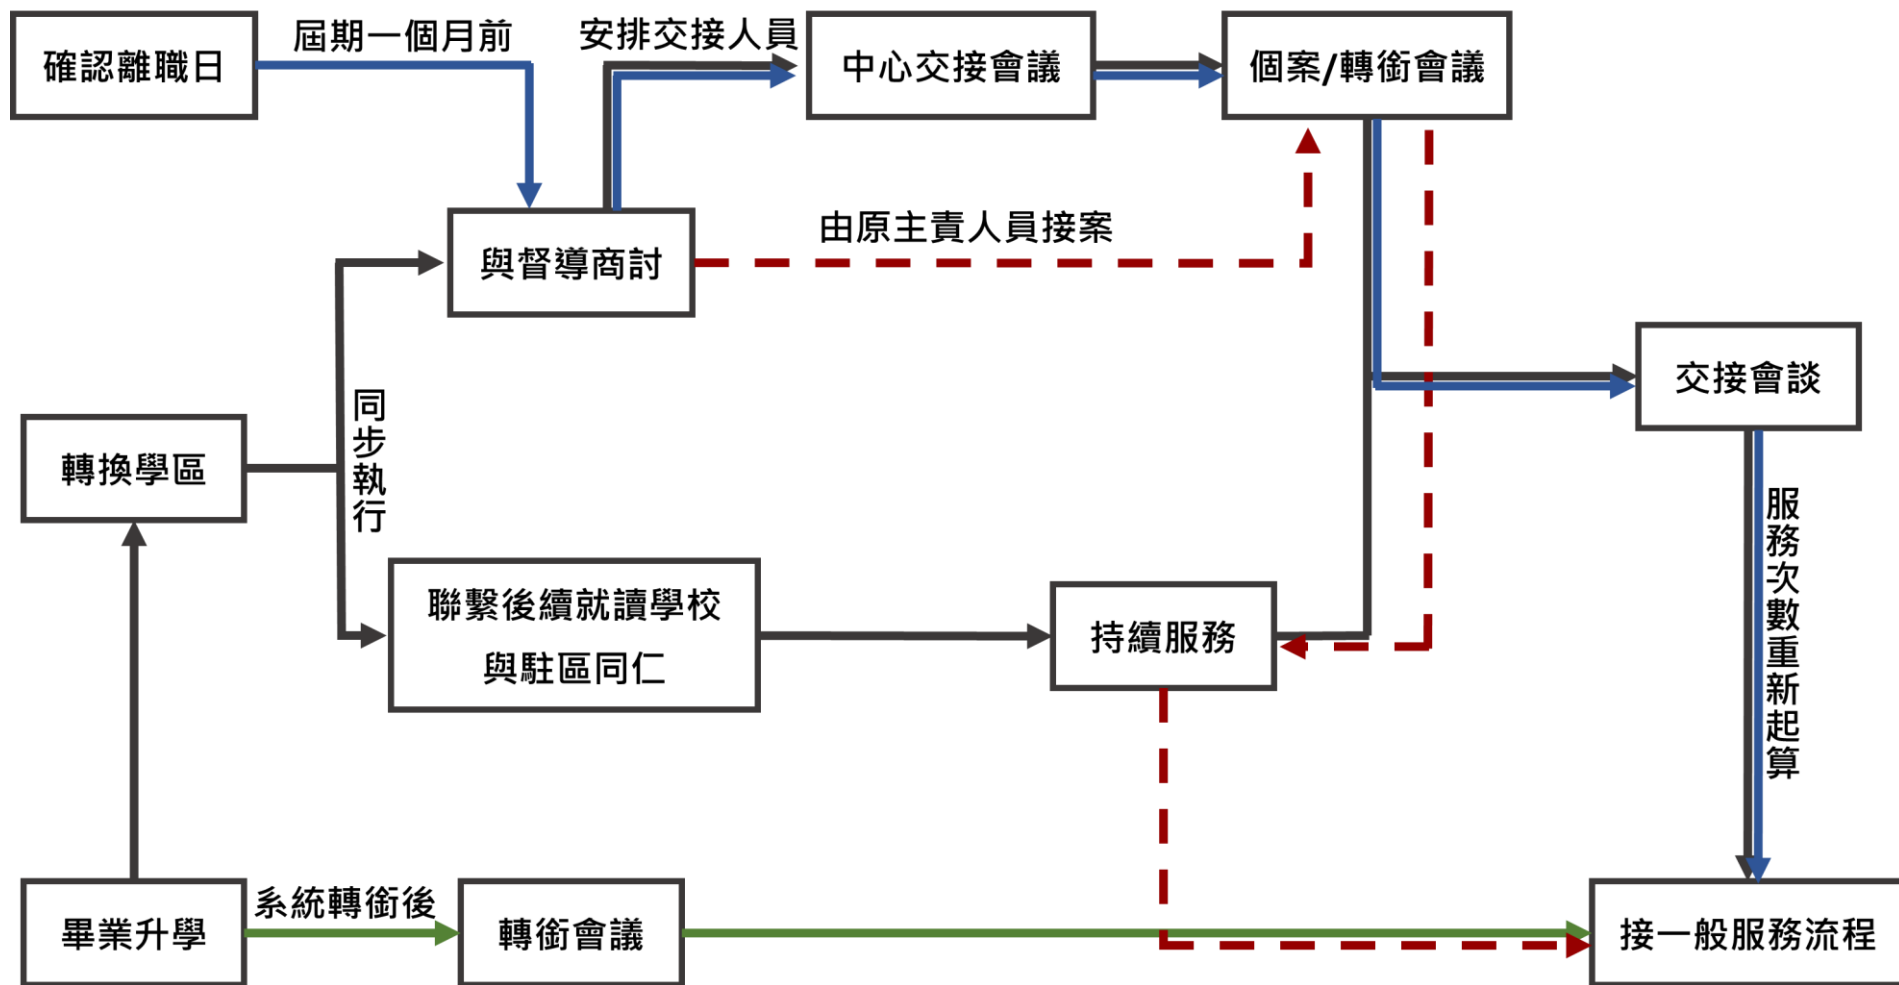 確認離職日
屆期一個月前
安排交接人員
中心交接會議
個案/轉銜會議
與督導商討
由原主責人員接案
交接會談
轉換學區
同步執行
聯繫後續就讀學校
與駐區同仁
持續服務
服務次數重新起算
畢業升學
系統轉銜後
轉銜會議
接一般服務流程